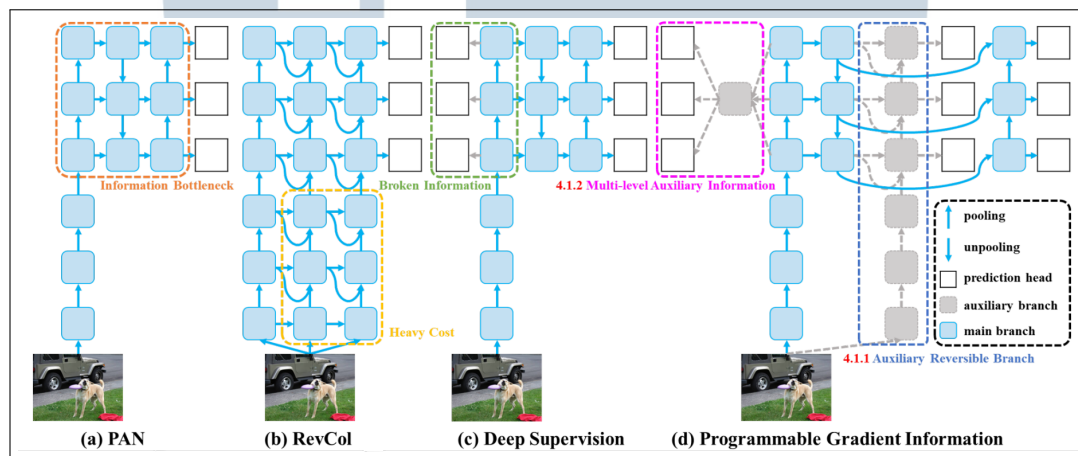 Information Bottleneck
Broken Information
4.1.2 Multi-level Auxiliary Information
pooling
unpooling
prediction head
auxiliary branch
main branch
Heavy Cost
4.1.1 Auxiliary Reversible Branch
(a) PAN
(b) RevCol
(c) Deep Supervision
(d) Programmable Gradient Information